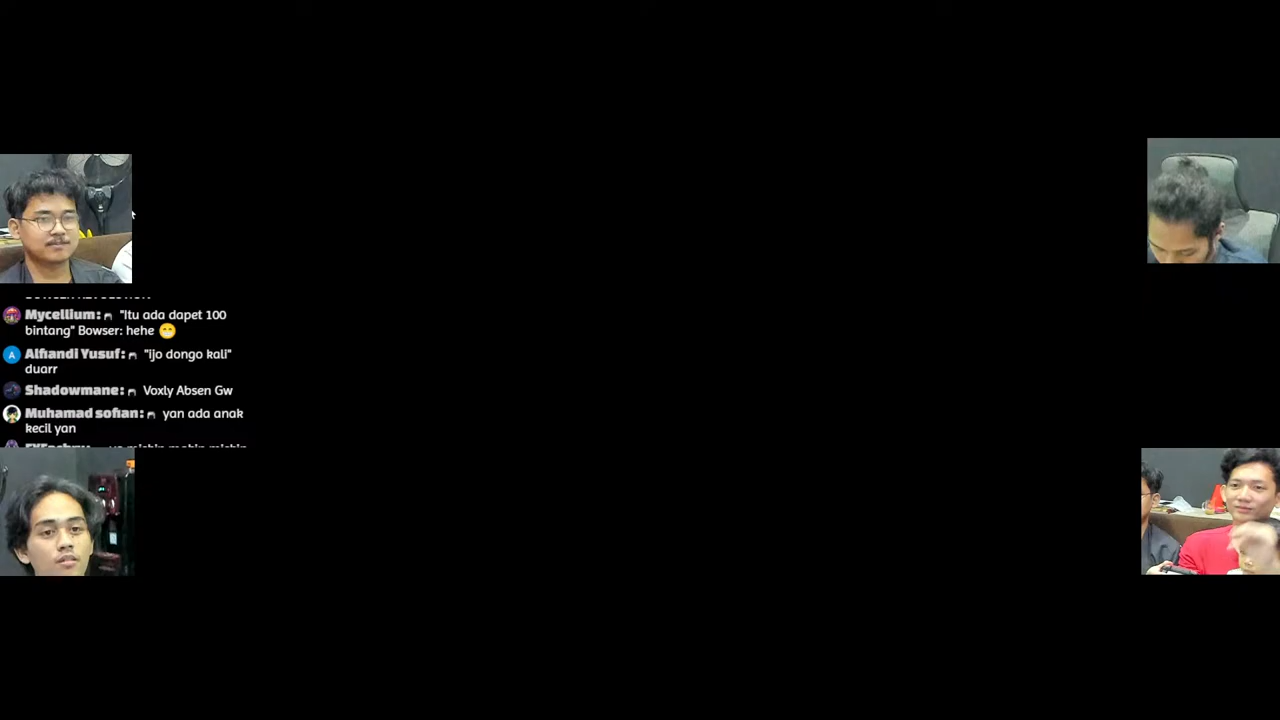 Mycellium: "Itu ada dapet 100
bintang" Bowser: hehe 😁
Alfiandi Yusuf: "ijo dongo kali"
duarr
Shadowmane: Voxly Absen Gw
Muhamad sofian: yan ada anak
kecil yan